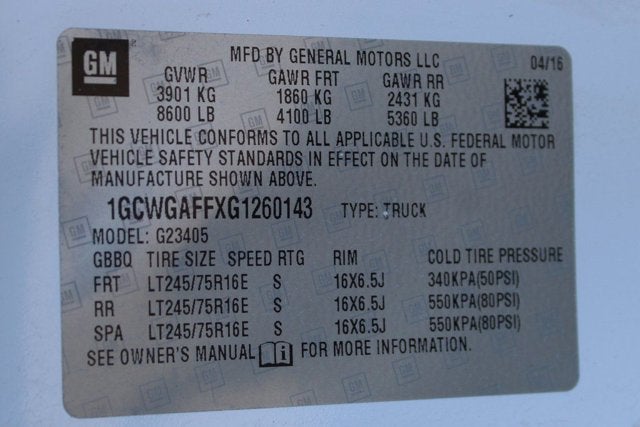 GM MFD BY GENERAL MOTORS LLC 04/16
GVWR GAWR FRT GAWR RR
3901 KG 1860 KG 2431 KG
8600 LB 4100 LB 5360 LB
THIS VEHICLE CONFORMS TO ALL APPLICABLE U.S. FEDERAL MOTOR
VEHICLE SAFETY STANDARDS IN EFFECT ON THE DATE OF
MANUFACTURE SHOWN ABOVE.
1GCWGAFFXG1260143 TYPE: TRUCK
MODEL: G23405
GBBQ TIRE SIZE SPEED RTG RIM COLD TIRE PRESSURE
FRT LT245/75R16E S 16X6.5J 340KPA(50PSI)
RR LT245/75R16E S 16X6.5J 550KPA(80PSI)
SPA LT245/75R16E S 16X6.5J 550KPA(80PSI)
SEE OWNER'S MANUAL FOR MORE INFORMATION.